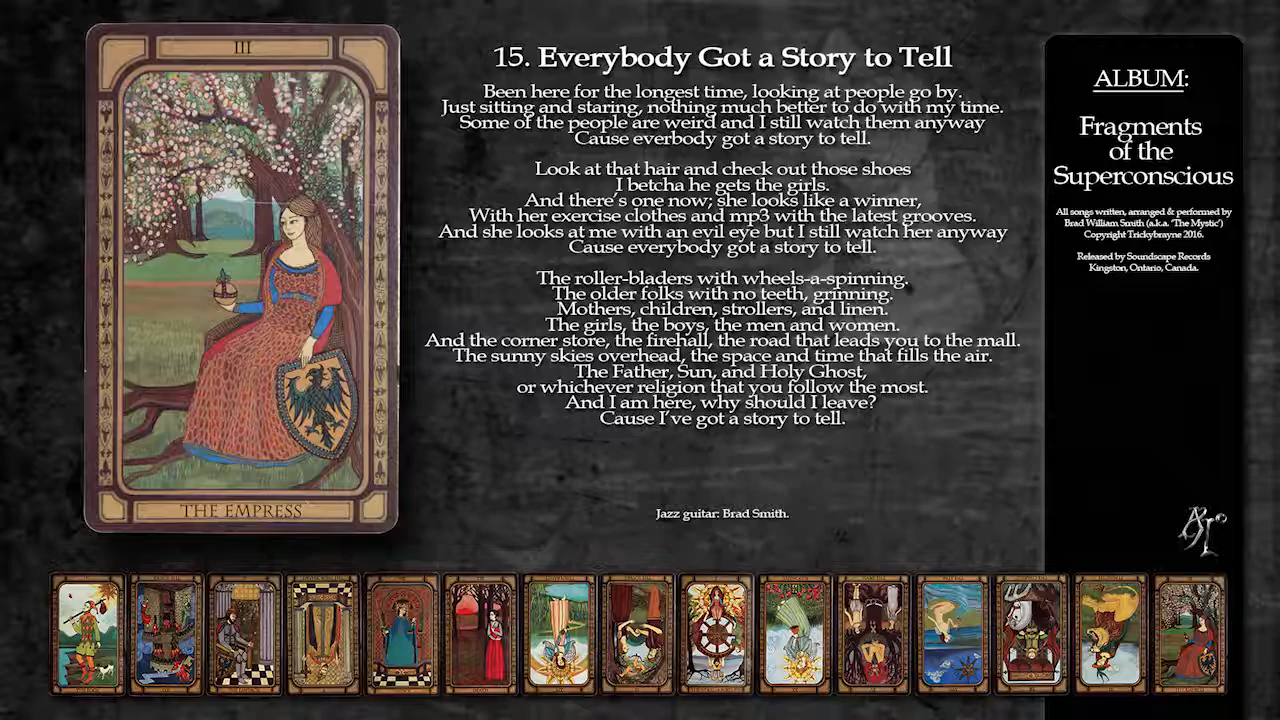 III
THE EMPRESS
15. Everybody Got a Story to Tell
Been here for the longest time, looking at people go by.
Just sitting and staring, nothing much better to do with my time.
Some of the people are weird and I still watch them anyway
Cause everbody got a story to tell.
Look at that hair and check out those shoes
I betcha he gets the girls.
And there's one now; she looks like a winner,
With her exercise clothes and mp3 with the latest grooves.
And she looks at me with an evil eye but I still watch her anyway
Cause everybody got a story to tell.
The roller-bladers with wheels-a-spinning.
The older folks with no teeth, grinning.
Mothers, children, strollers, and linen.
The girls, the boys, the men and women.
And the corner store, the firehall, the road that leads you to the mall.
The sunny skies overhead, the space and time that fills the air.
The Father, Sun, and Holy Ghost,
or whichever religion that you follow the most.
And I am here, why should I leave?
Cause I've got a story to tell.
Jazz guitar: Brad Smith.
ALBUM:
Fragments
of the
Superconscious
All songs written, arranged & performed by
Brad William Smith (a.k.a. 'The Mystic')
Copyright Trickybrayne 2016.
Released by Soundscape Records
Kingston, Ontario, Canada.